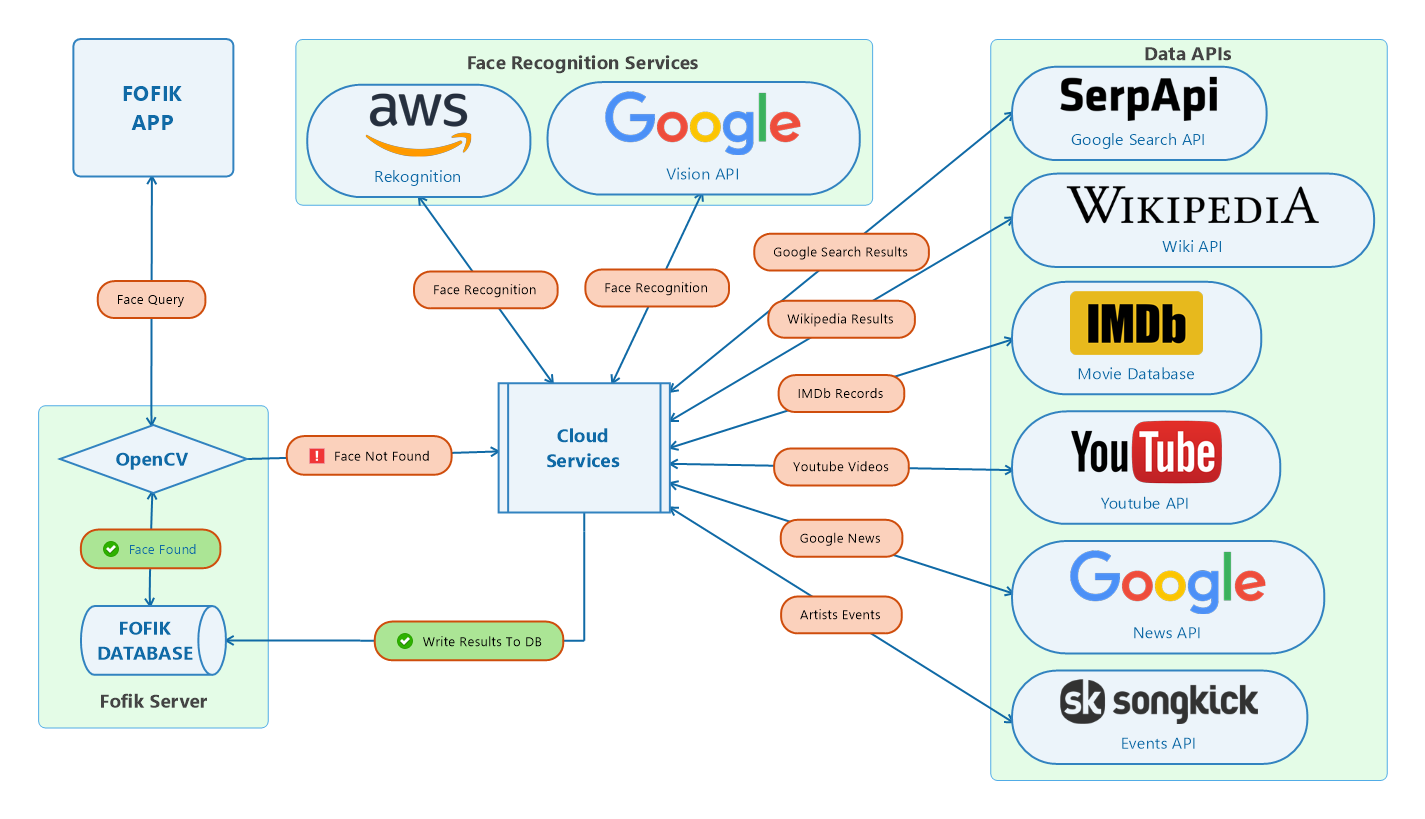 FOFIK
APP
Face Recognition Services
aws
Rekognition
Google
Vision API
Data APIs
SerpApi
Google Search API
WIKIPEDIA
Wiki API
IMDb
Movie Database
YouTube
Youtube API
Google
News API
sk songkick
Events API
Face Query
Face Recognition
Face Recognition
Google Search Results
Wikipedia Results
IMDb Records
Youtube Videos
Google News
Artists Events
OpenCV
Face Not Found
Cloud
Services
Face Found
FOFIK
DATABASE
Write Results To DB
Fofik Server